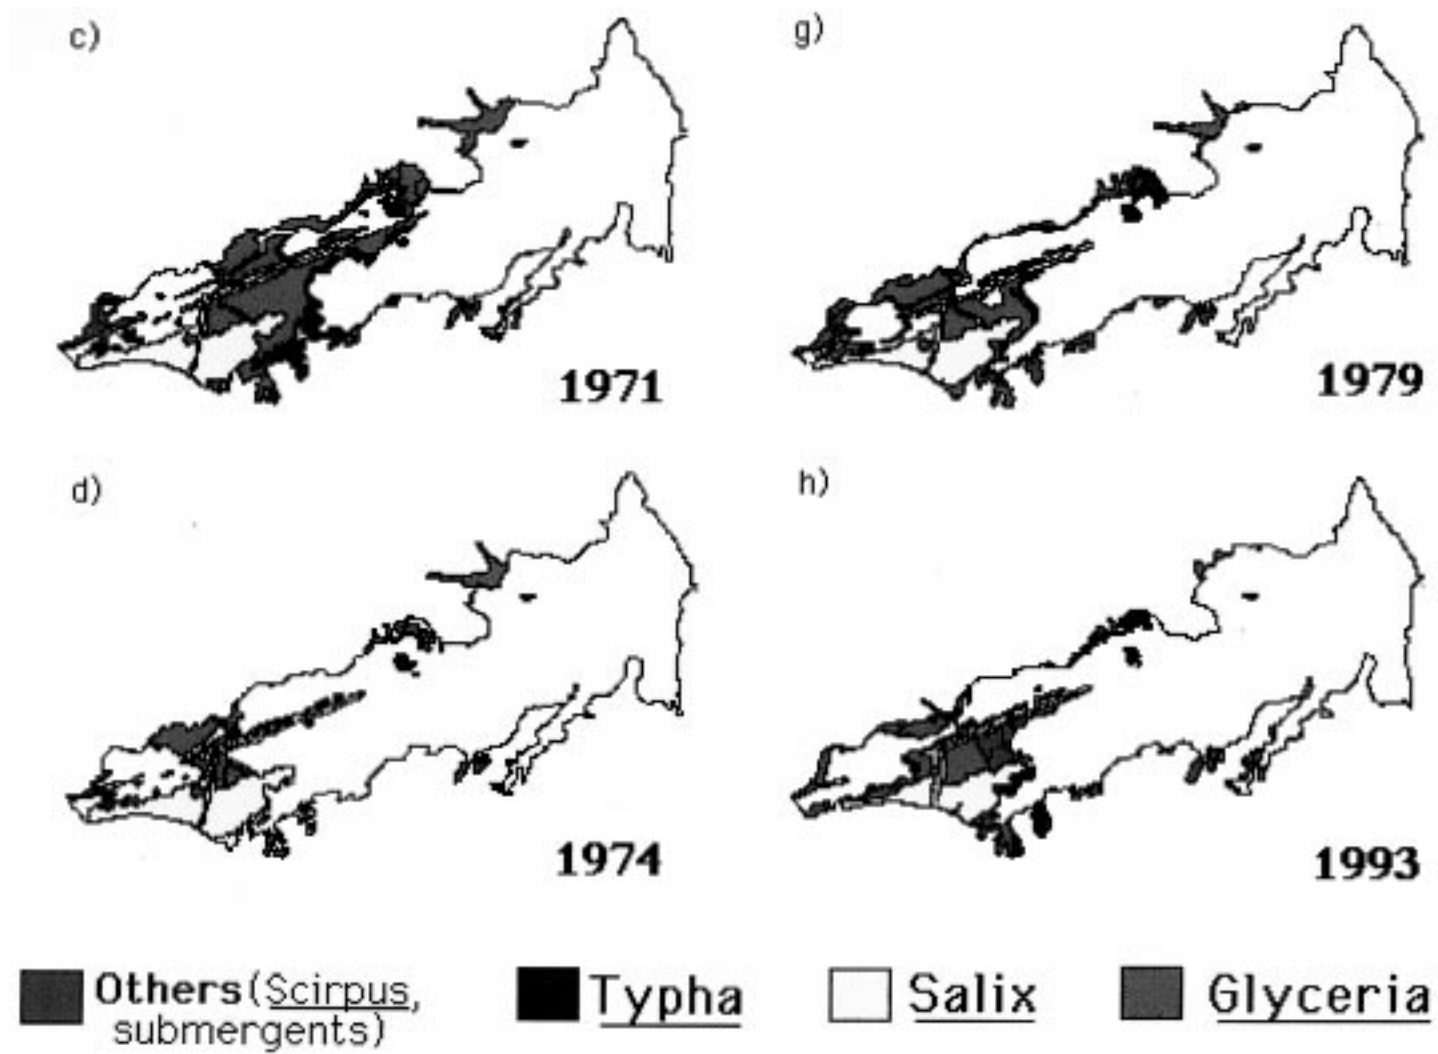 c)
g)
1971
1979
d)
h)
1974
1993
Others (Scirpus,
submergents)
Typha
Salix
Glyceria